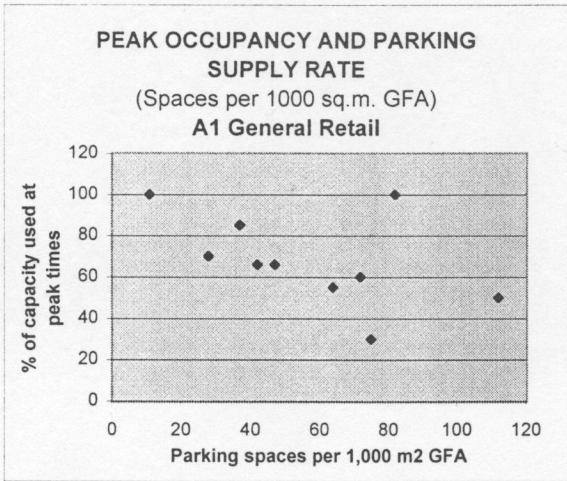 PEAK OCCUPANCY AND PARKING
SUPPLY RATE
(Spaces per 1000 sq.m. GFA)
A1 General Retail
% of capacity used at
peak times
120
100
80
60
40
20
0
0 20 40 60 80 100 120
Parking spaces per 1,000 m2 GFA